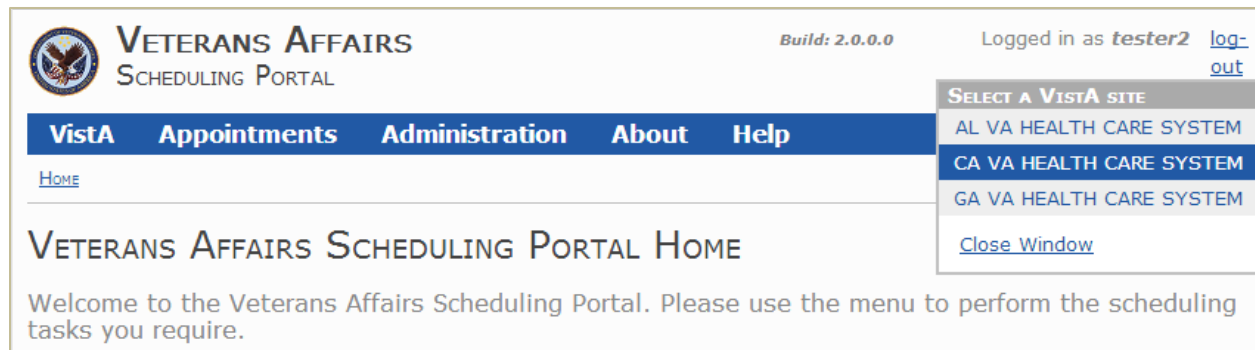 VETERANS AFFAIRS
SCHEDULING PORTAL
Build: 2.0.0.0
Logged in as tester2 log-
out
SELECT A VISTA SITE
AL VA HEALTH CARE SYSTEM
CA VA HEALTH CARE SYSTEM
GA VA HEALTH CARE SYSTEM
Close Window
VistA Appointments Administration About Help
HOME
VETERANS AFFAIRS SCHEDULING PORTAL HOME
Welcome to the Veterans Affairs Scheduling Portal. Please use the menu to perform the scheduling
tasks you require.